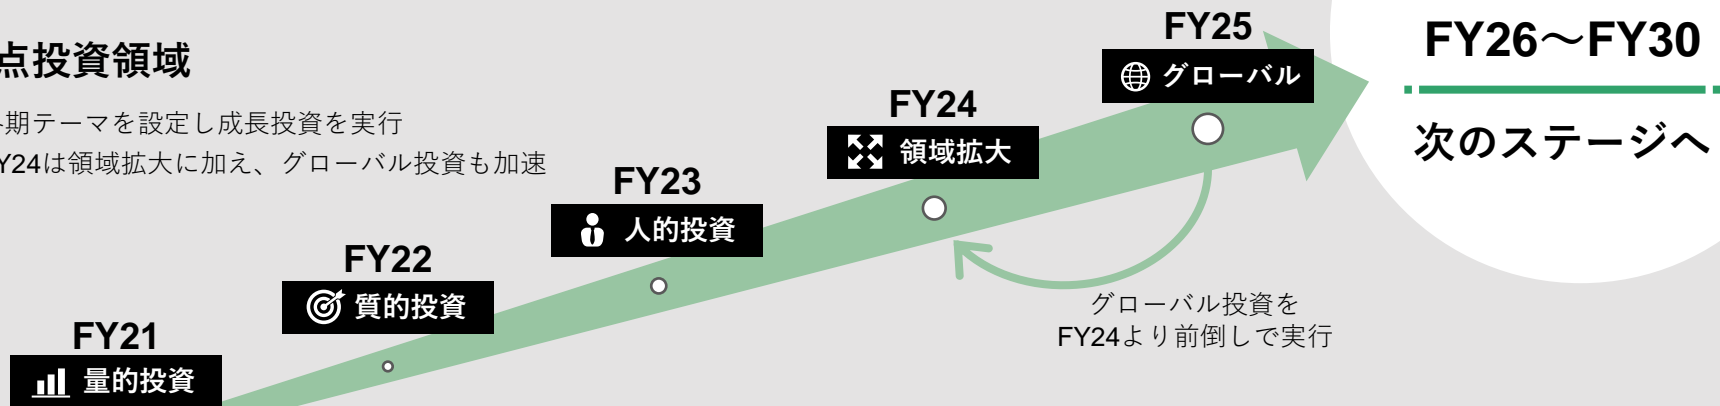 点投資領域
期テーマを設定し成長投資を実行
Y24は領域拡大に加え、グローバル投資も加速
FY21
量的投資
FY22
質的投資
FY23
人的投資
FY24
領域拡大
FY25
グローバル
グローバル投資を
FY24より前倒しで実行
FY26～FY30
次のステージへ